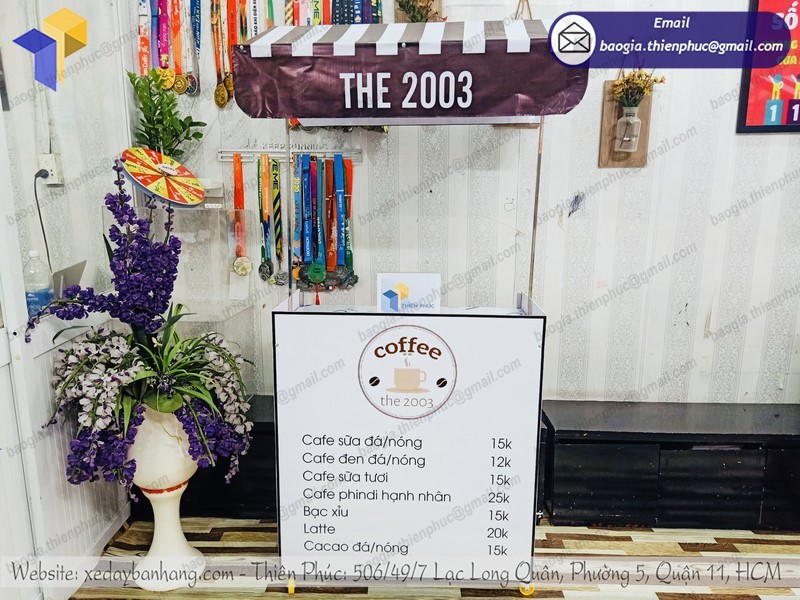 Email
baogia.thienphuc@gmail.com
THE 2003
KEEP RUNNING
THIÊN PHÚC
coffee
the 2003
Cafe sữa đá/nóng 15k
Cafe đen đá/nóng 12k
Cafe sữa tươi 15k
Cafe phindi hạnh nhân 25k
Bạc xỉu 15k
Latte 20k
Cacao đá/nóng 15k
Website: xedaybanhang.com - Thiên Phúc: 506/49/7 Lạc Long Quân, Phường 5, Quận 11, HCM